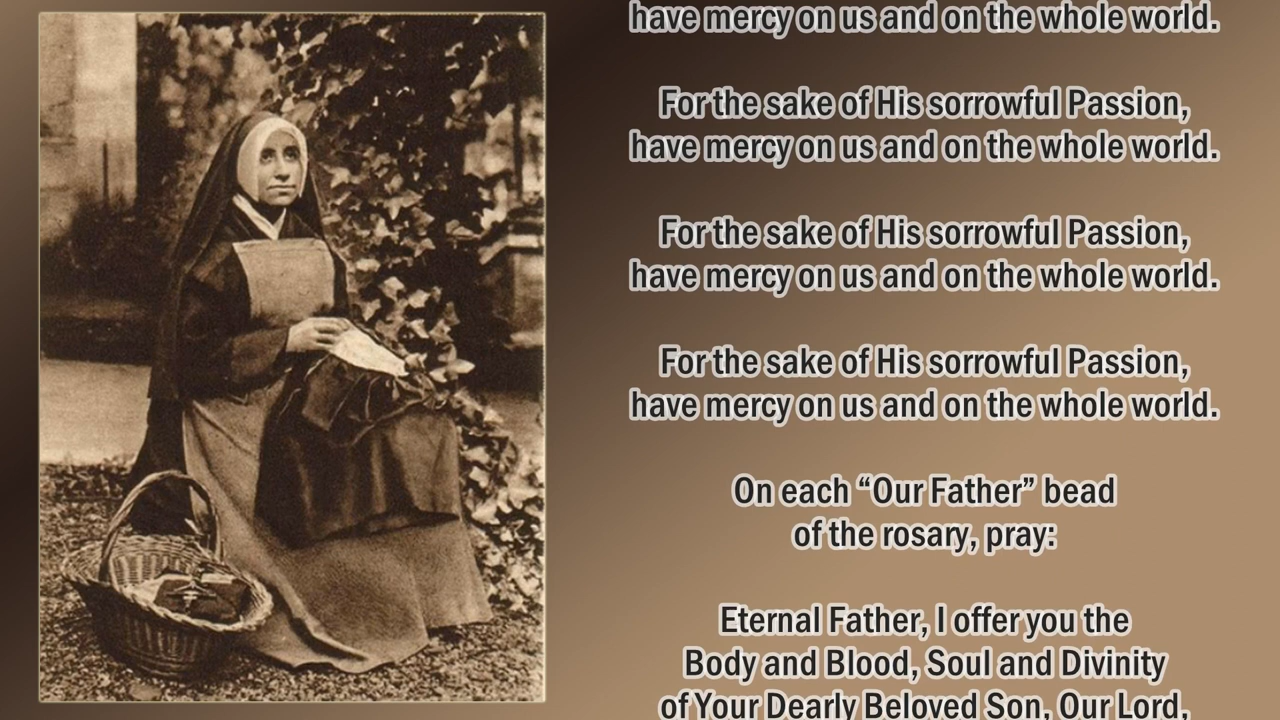 have mercy on us and on the whole world.
For the sake of His sorrowful Passion,
have mercy on us and on the whole world.
For the sake of His sorrowful Passion,
have mercy on us and on the whole world.
For the sake of His sorrowful Passion,
have mercy on us and on the whole world.
On each “Our Father” bead
of the rosary, pray:
Eternal Father, I offer you the
Body and Blood, Soul and Divinity
of Your Dearly Beloved Son, Our Lord,